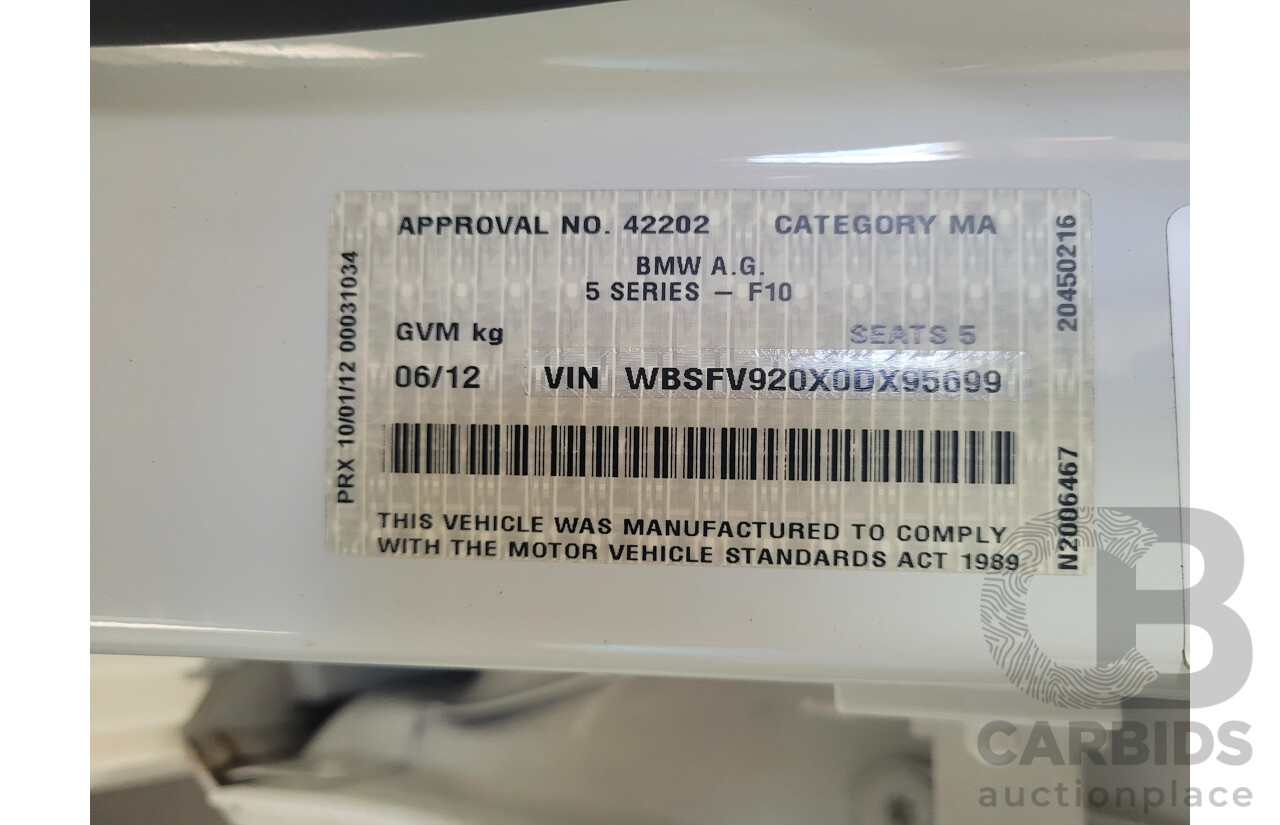 APPROVAL NO. 42202 CATEGORY MA
BMW A.G.
5 SERIES – F10
GVM kg SEATS 5
06/12 VIN WBSFV920X0DX95699
THIS VEHICLE WAS MANUFACTURED TO COMPLY
WITH THE MOTOR VEHICLE STANDARDS ACT 1989
PRX 10/01/12 00031034
N2006467 20450216
CB
CARBIDS
auctionplace